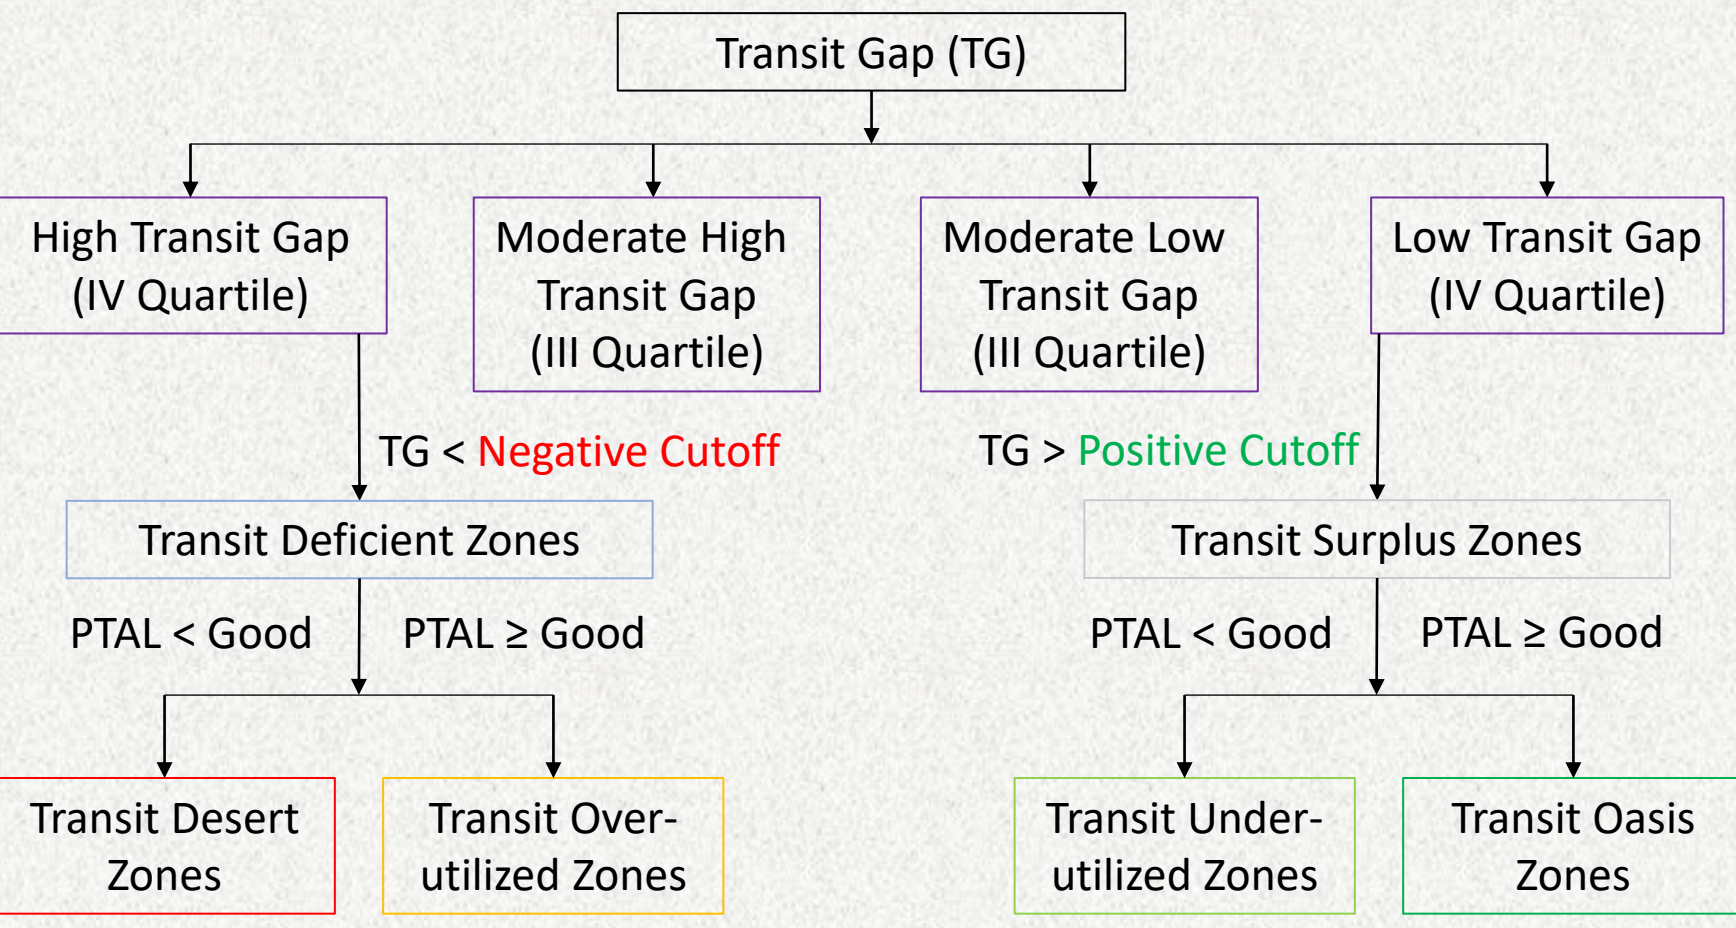 Transit Gap (TG)
High Transit Gap
(IV Quartile)
Moderate High
Transit Gap
(III Quartile)
Moderate Low
Transit Gap
(III Quartile)
Low Transit Gap
(IV Quartile)
TG < Negative Cutoff
TG > Positive Cutoff
Transit Deficient Zones
Transit Surplus Zones
PTAL < Good
PTAL ≥ Good
PTAL < Good
PTAL ≥ Good
Transit Desert
Zones
Transit Over-
utilized Zones
Transit Under-
utilized Zones
Transit Oasis
Zones